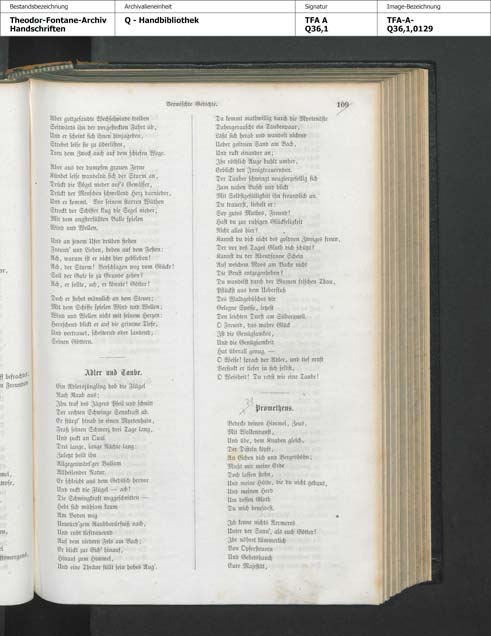 Bestandsbezeichnung
Theodor-Fontane-Archiv
Handschriften
Archivalieneinheit
Q - Handbibliothek
Signatur
TFA A
Q36,1
Image-Bezeichnung
TFA-A-
Q36,1,0129
Vermischte Gedichte.
109
Aber gottgesandte Wechselwinde treiben
Seitwärts ihn der vorgesteckten Fahrt ab,
Und er scheint sich ihnen hinzugeben,
Strebet leise sie zu überlisten,
Treu dem Zweck auch auf dem schiefen Wege.
Aber aus der dumpfen grauen Ferne
Kündet leise wandelnd sich der Sturm an,
Drückt die Vögel nieder auf's Gewässer,
Drückt der Menschen schwellend Herz darnieder,
Und er kommt. Vor seinem starren Wüthen
Streckt der Schiffer klug die Segel nieder,
Mit dem angsterfüllten Balle spielen
Wind und Wellen.
Und an jenem Ufer drüben stehen
Freund' und Lieben, beben auf dem Festen:
Ach, warum ist er nicht hier geblieben!
Ach, der Sturm! Verschlagen weg vom Glücke!
Soll der Gute so zu Grunde gehen?
Ach, er sollte, ach, er könnte! Götter!
Doch er stehet männlich an dem Steuer;
Mit dem Schiffe spielen Wind und Wellen;
Wind und Wellen nicht mit seinem Herzen:
Herrschend blickt er auf die grimme Tiefe,
Und vertrauet, scheiternd oder landend,
Seinen Göttern.
Adler und Taube.
Ein Adlersjüngling hob die Flügel
Nach Raub aus;
Ihn traf des Jägers Pfeil und schnitt
Der rechten Schwinge Sennkraft ab.
Er stürzt' hinab in einen Myrtenhain,
Fraß seinen Schmerz drei Tage lang,
Und zuckt an Qual
Drei lange, lange Nächte lang:
Zuletzt heilt ihn
Allgegenwärt'ger Balsam
Allheilender Natur.
Er schleicht aus dem Gebüsch hervor
Und reckt die Flügel — ach!
Die Schwingkraft weggeschnitten —
Hebt sich mühsam kaum
Am Boden weg
Unwürd'gem Raubbedürfniß nach,
Und ruht tieftrauernd
Auf dem niedern Fels am Bach;
Er blickt zur Eich' hinauf,
Hinauf zum Himmel,
Und eine Thräne füllt sein hohes Aug'.
Da kommt muthwillig durch die Myrtenäste
Dahergerauscht ein Taubenpaar,
Läßt sich herab und wandelt nickend
Ueber goldnen Sand am Bach,
Und ruckt einander an;
Ihr röthlich Auge buhlt umher,
Erblickt den Innigtrauernden.
Der Tauber schwingt neugiergesellig sich
Zum nahen Busch und blickt
Mit Selbstgefälligkeit ihn freundlich an.
Du trauerst, liebelt er:
Sey gutes Muthes, Freund!
Hast du zur ruhigen Glückseligkeit
Nicht alles hier?
Kannst du dich nicht des goldnen Zweiges freun,
Der vor des Tages Gluth dich schützt?
Kannst du der Abendsonne Schein
Auf weichem Moos am Bache nicht
Die Brust entgegenheben?
Du wandelst durch der Blumen frischen Thau,
Pflückst aus dem Ueberfluß
Des Waldgebüsches dir
Gelegne Speise, letzest
Den leichten Durst am Silberquell.
O Freund, das wahre Glück
Ist die Genügsamkeit,
Und die Genügsamkeit
Hat überall genug. —
O Weise! sprach der Adler, und tief ernst
Versinkt er tiefer in sich selbst,
O Weisheit! Du redst wie eine Taube!
Prometheus.
Bedecke deinen Himmel, Zeus,
Mit Wolkendunst,
Und übe, dem Knaben gleich,
Der Disteln köpft,
An Eichen dich und Bergeshöhn;
Mußt mir meine Erde
Doch lassen stehn,
Und meine Hütte, die du nicht gebaut,
Und meinen Herd
Um dessen Gluth
Du mich beneidest.
Ich kenne nichts Aermeres
Unter der Sonn', als euch Götter!
Ihr nähret kümmerlich
Von Opfersteuern
Und Gebetshauch
Eure Majestät,